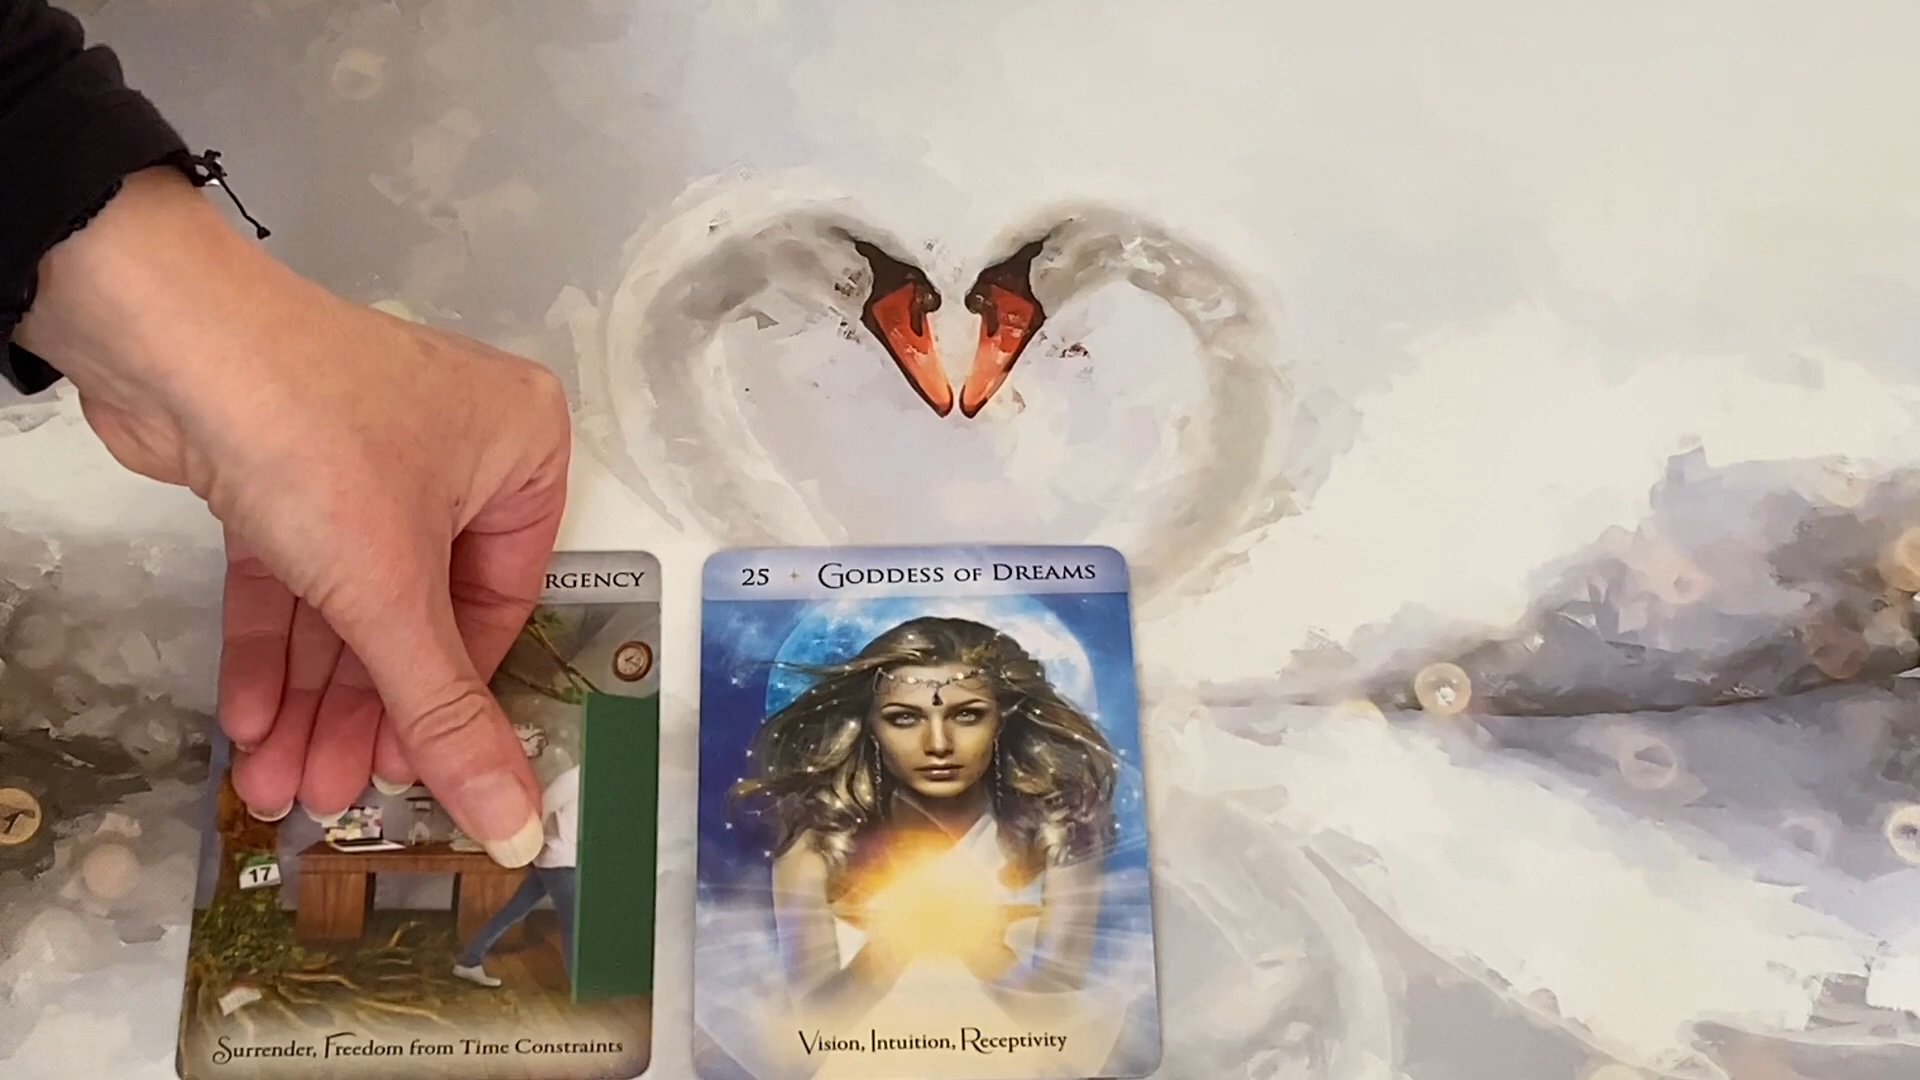 RGENCY
25 GODDESS OF DREAMS
17
Surrender, Freedom from Time Constraints
Vision, Intuition, Receptivity